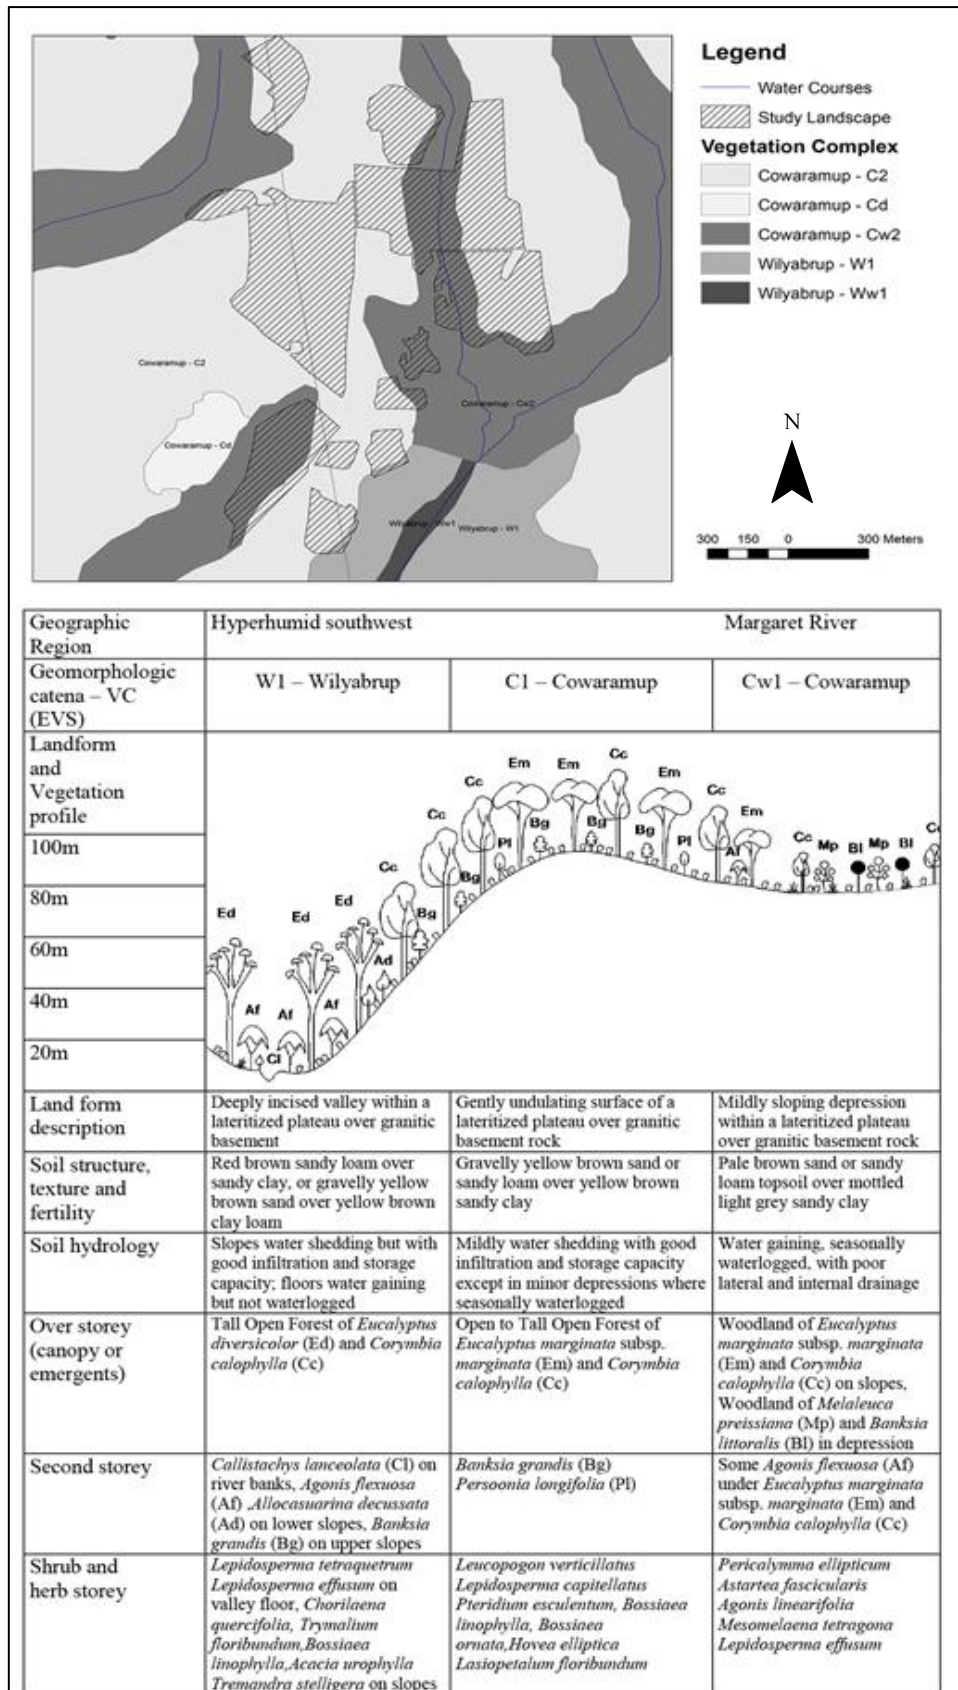 Legend
Water Courses
Study Landscape
Vegetation Complex
Cowaramup - C2
Cowaramup - Cd
Cowaramup - Cw2
Wilyabrup - W1
Wilyabrup - Ww1
Cowaramup - C2
Cowaramup - Cw2
Cowaramup - Cd
Wilyabrup - Ww1
Wilyabrup - W1
N
300 150 0 300 Meters
Geographic
Region
Hyperhumid southwest
Margaret River
Geomorphologic
catena – VC
(EVS)
W1 – Wilyabrup
C1 – Cowaramup
Cw1 – Cowaramup
Landform
and
Vegetation
profile
100m
80m
60m
40m
20m
Cc
Em Em
Cc Em
Cc Bg Bg Bg Cc
Pl Pl Em
Af Cc Mp Bl Mp Bl
Cc
Bg
Ed Ed Ed Bg
Ad
Af Af Af
Cl
Land form
description
Deeply incised valley within a
lateritized plateau over granitic
basement
Gently undulating surface of a
lateritized plateau over granitic
basement rock
Mildly sloping depression
within a lateritized plateau
over granitic basement rock
Soil structure,
texture and
fertility
Red brown sandy loam over
sandy clay, or gravelly yellow
brown sand over yellow brown
clay loam
Gravelly yellow brown sand or
sandy loam over yellow brown
sandy clay
Pale brown sand or sandy
loam topsoil over mottled
light grey sandy clay
Soil hydrology
Slopes water shedding but with
good infiltration and storage
capacity; floors water gaining
but not waterlogged
Mildly water shedding with good
infiltration and storage capacity
except in minor depressions where
seasonally waterlogged
Water gaining, seasonally
waterlogged, with poor
lateral and internal drainage
Over storey
(canopy or
emergents)
Tall Open Forest of Eucalyptus
diversicolor (Ed) and Corymbia
calophylla (Cc)
Open to Tall Open Forest of
Eucalyptus marginata subsp.
marginata (Em) and Corymbia
calophylla (Cc)
Woodland of Eucalyptus
marginata subsp. marginata
(Em) and Corymbia
calophylla (Cc) on slopes,
Woodland of Melaleuca
preissiana (Mp) and Banksia
littoralis (Bl) in depression
Second storey
Callistachys lanceolata (Cl) on
river banks, Agonis flexuosa
(Af) ,Allocasuarina decussata
(Ad) on lower slopes, Banksia
grandis (Bg) on upper slopes
Banksia grandis (Bg)
Persoonia longifolia (Pl)
Some Agonis flexuosa (Af)
under Eucalyptus marginata
subsp. marginata (Em) and
Corymbia calophylla (Cc)
Shrub and
herb storey
Lepidosperma tetraquetrum
Lepidosperma effusum on
valley floor, Chorilaena
quercifolia, Trymalium
floribundum,Bossiaea
linophylla,Acacia urophylla
Tremandra stelligera on slopes
Leucopogon verticillatus
Lepidosperma capitellatus
Pteridium esculentum, Bossiaea
linophylla, Bossiaea
ornata,Hovea elliptica
Lasiopetalum floribundum
Pericalymma ellipticum
Astartea fascicularis
Agonis linearifolia
Mesomelaena tetragona
Lepidosperma effusum